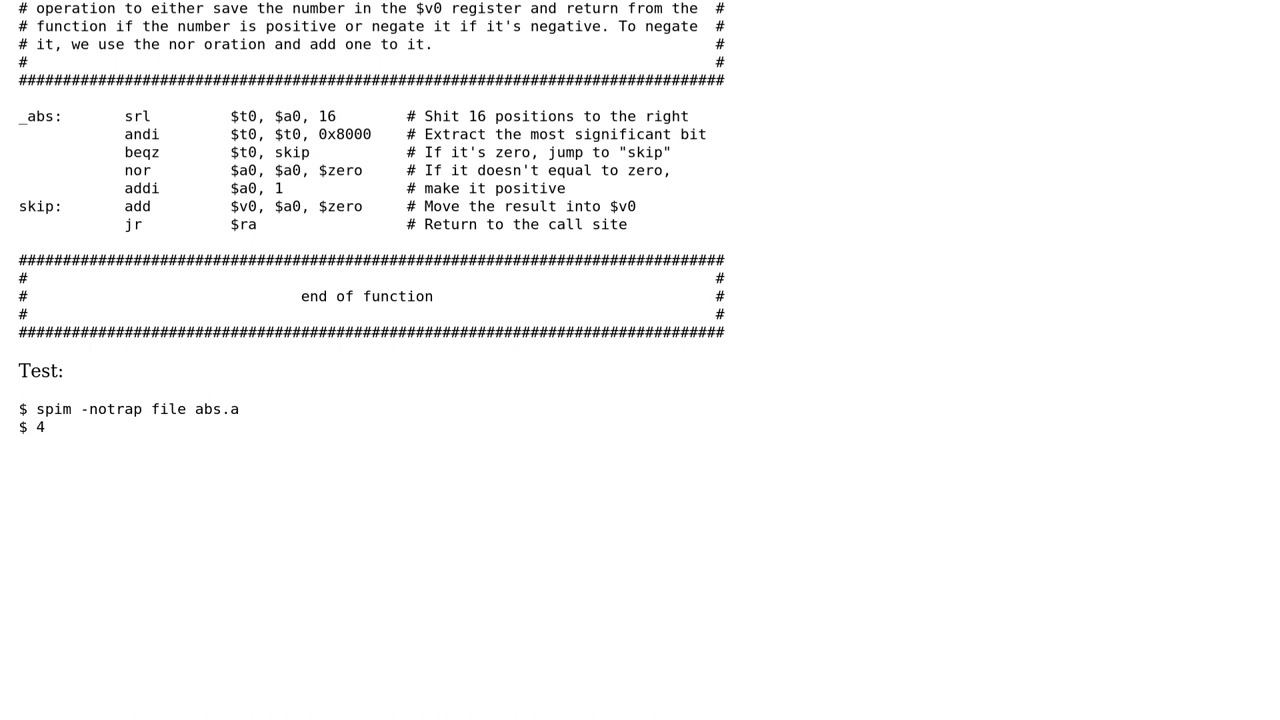 # operation to either save the number in the $v0 register and return from the  #
# function if the number is positive or negate it if it's negative. To negate  #
# it, we use the nor oration and add one to it.                                #
#                                                                              #
################################################################################
_abs:       srl         $t0, $a0, 16        # Shit 16 positions to the right
            andi        $t0, $t0, 0x8000    # Extract the most significant bit
            beqz        $t0, skip           # If it's zero, jump to "skip"
            nor         $a0, $a0, $zero     # If it doesn't equal to zero,
            addi        $a0, 1              # make it positive
skip:       add         $v0, $a0, $zero     # Move the result into $v0
            jr          $ra                 # Return to the call site
################################################################################
#                                                                              #
#                               end of function                                #
#                                                                              #
################################################################################
Test:
$ spim -notrap file abs.a
$ 4